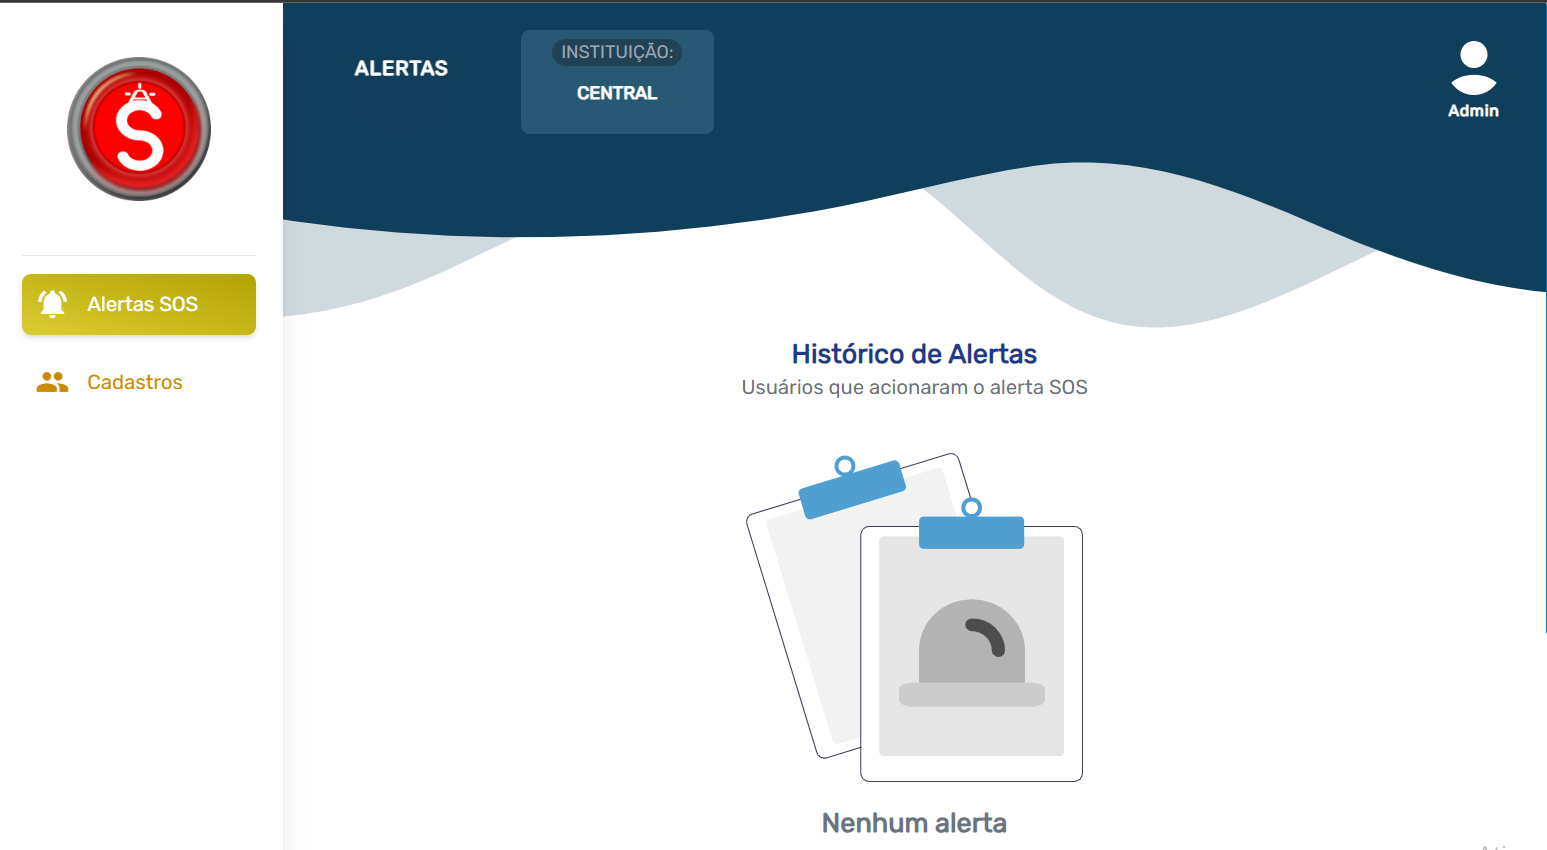 S
ALERTAS
INSTITUIÇÃO:
CENTRAL
Admin
Alertas SOS
Cadastros
Histórico de Alertas
Usuários que acionaram o alerta SOS
Nenhum alerta